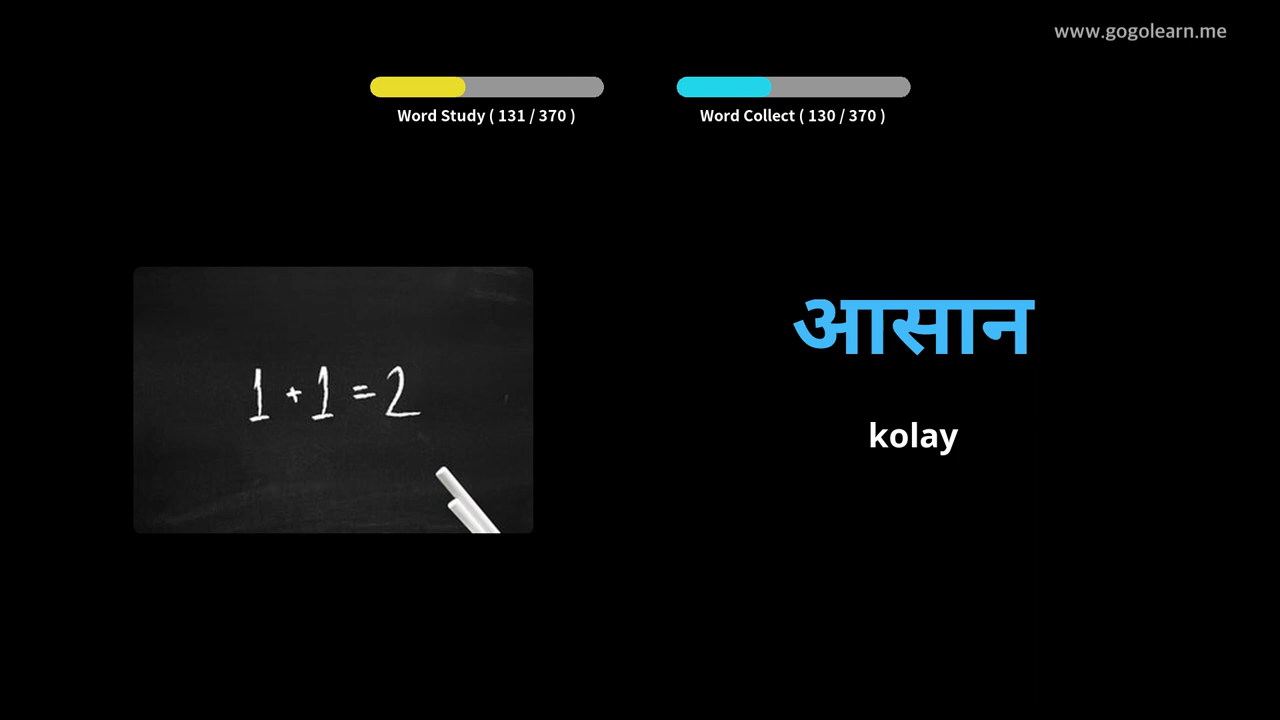 www.gogolearn.me
Word Study ( 131 / 370 )
Word Collect ( 130 / 370 )
1 + 1 = 2
आसान
kolay